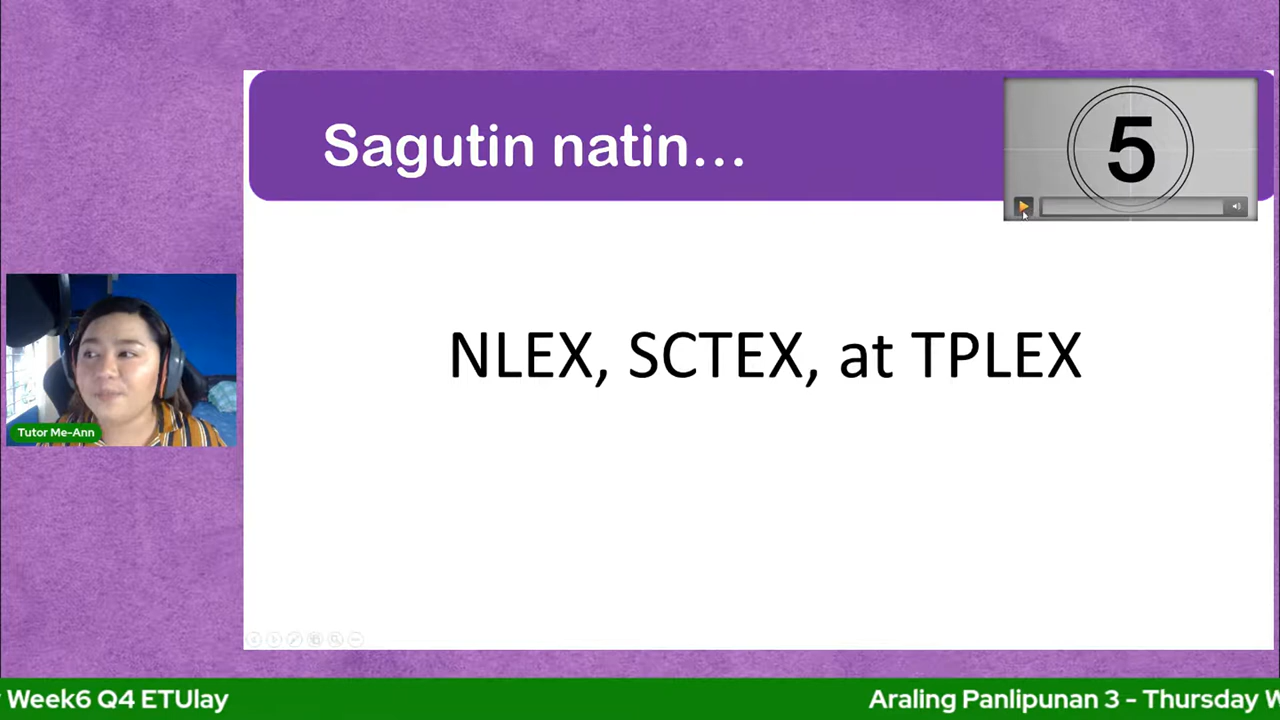 Sagutin natin...
5
NLEX, SCTEX, at TPLEX
Tutor Me-Ann
Week6 Q4 ETUlay
Araling Panlipunan 3 - Thursday